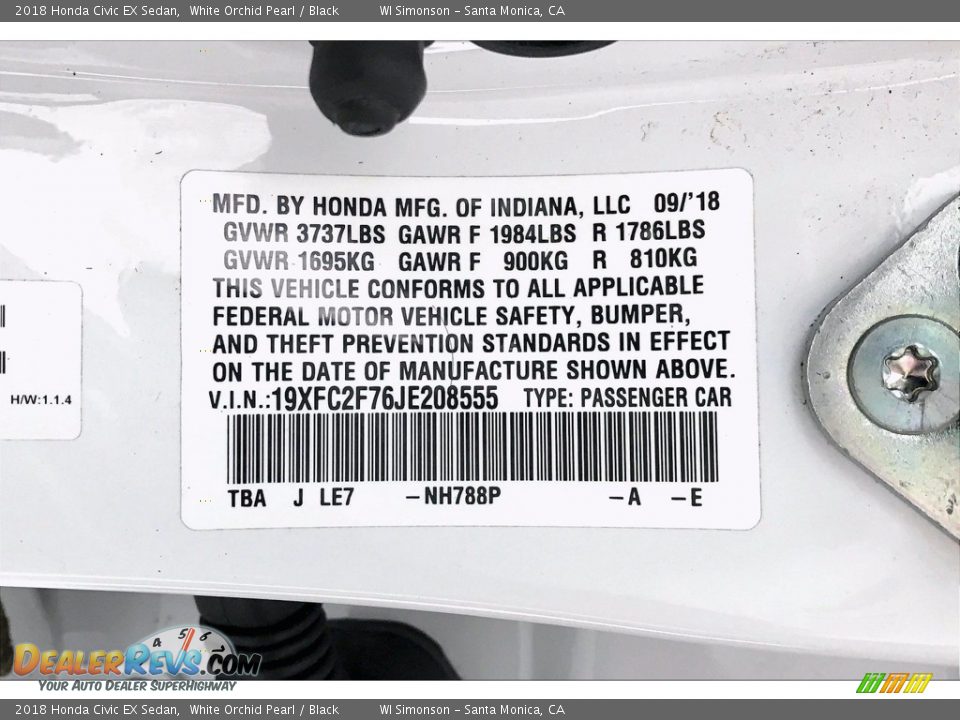 2018 Honda Civic EX Sedan, White Orchid Pearl / Black WI Simonson - Santa Monica, CA
MFD. BY HONDA MFG. OF INDIANA, LLC 09/'18
GVWR 3737LBS GAWR F 1984LBS R 1786LBS
GVWR 1695KG GAWR F 900KG R 810KG
THIS VEHICLE CONFORMS TO ALL APPLICABLE
FEDERAL MOTOR VEHICLE SAFETY, BUMPER,
AND THEFT PREVENTION STANDARDS IN EFFECT
ON THE DATE OF MANUFACTURE SHOWN ABOVE.
V.I.N.:19XFC2F76JE208555 TYPE: PASSENGER CAR
H/W:1.1.4
TBA J LE7 -NH788P -A -E
4 5 6
DEALERREVS.COM
YOUR AUTO DEALER SUPERHIGHWAY
2018 Honda Civic EX Sedan, White Orchid Pearl / Black WI Simonson - Santa Monica, CA